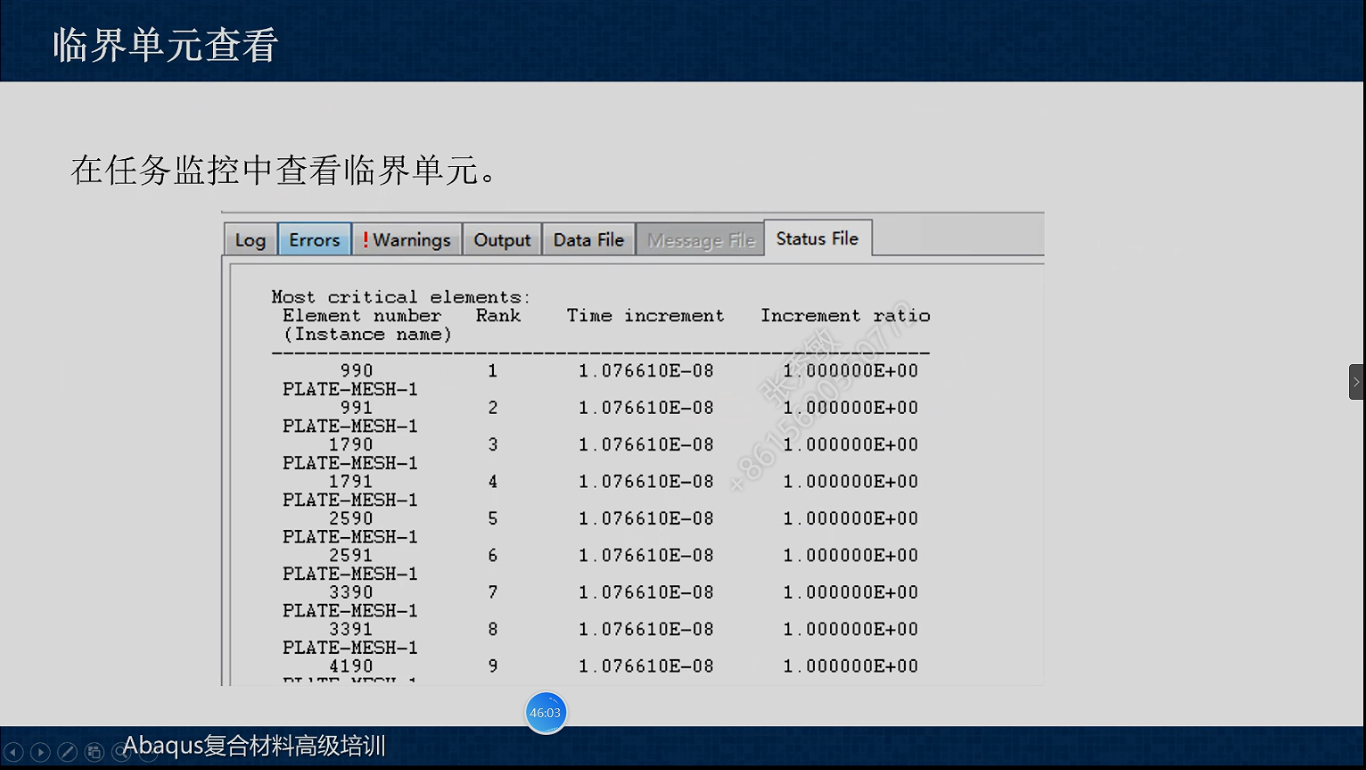 临界单元查看
在任务监控中查看临界单元。
Log Errors !Warnings Output Data File Message File Status File
Most critical elements:
Element number Rank Time increment Increment ratio
(Instance name)
----------------------------------------------------------
990 1 1.076610E-08 1.000000E+00
PLATE-MESH-1
991 2 1.076610E-08 1.000000E+00
PLATE-MESH-1
1790 3 1.076610E-08 1.000000E+00
PLATE-MESH-1
1791 4 1.076610E-08 1.000000E+00
PLATE-MESH-1
2590 5 1.076610E-08 1.000000E+00
PLATE-MESH-1
2591 6 1.076610E-08 1.000000E+00
PLATE-MESH-1
3390 7 1.076610E-08 1.000000E+00
PLATE-MESH-1
3391 8 1.076610E-08 1.000000E+00
PLATE-MESH-1
4190 9 1.076610E-08 1.000000E+00
PLATE-MESH-1
46:03
Abaqus复合材料高级培训